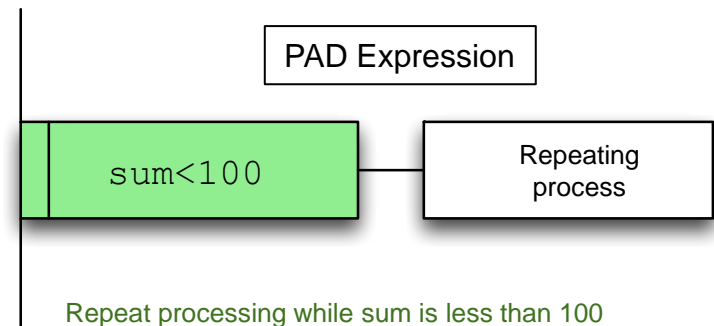 PAD Expression
sum<100
Repeating
process
Repeat processing while sum is less than 100